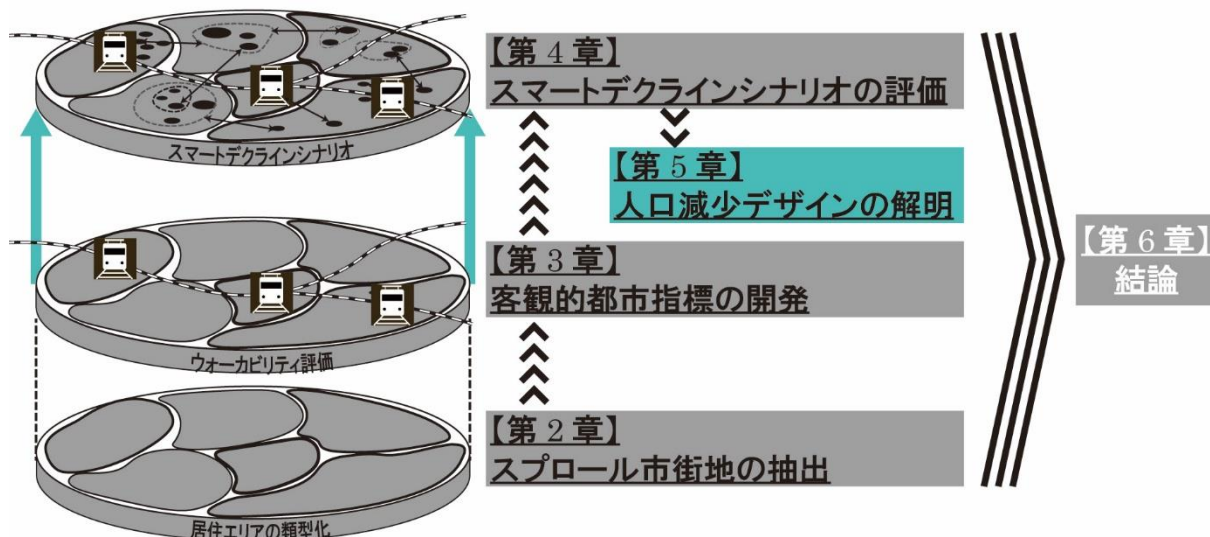 【第 4 章】
スマートデクラインシナリオの評価
スマートデクラインシナリオ
【第 5 章】
人口減少デザインの解明
【第 3 章】
客観的都市指標の開発
【第 6 章】
結論
ウォーカビリティ評価
【第 2 章】
スプロール市街地の抽出
居住エリアの類型化